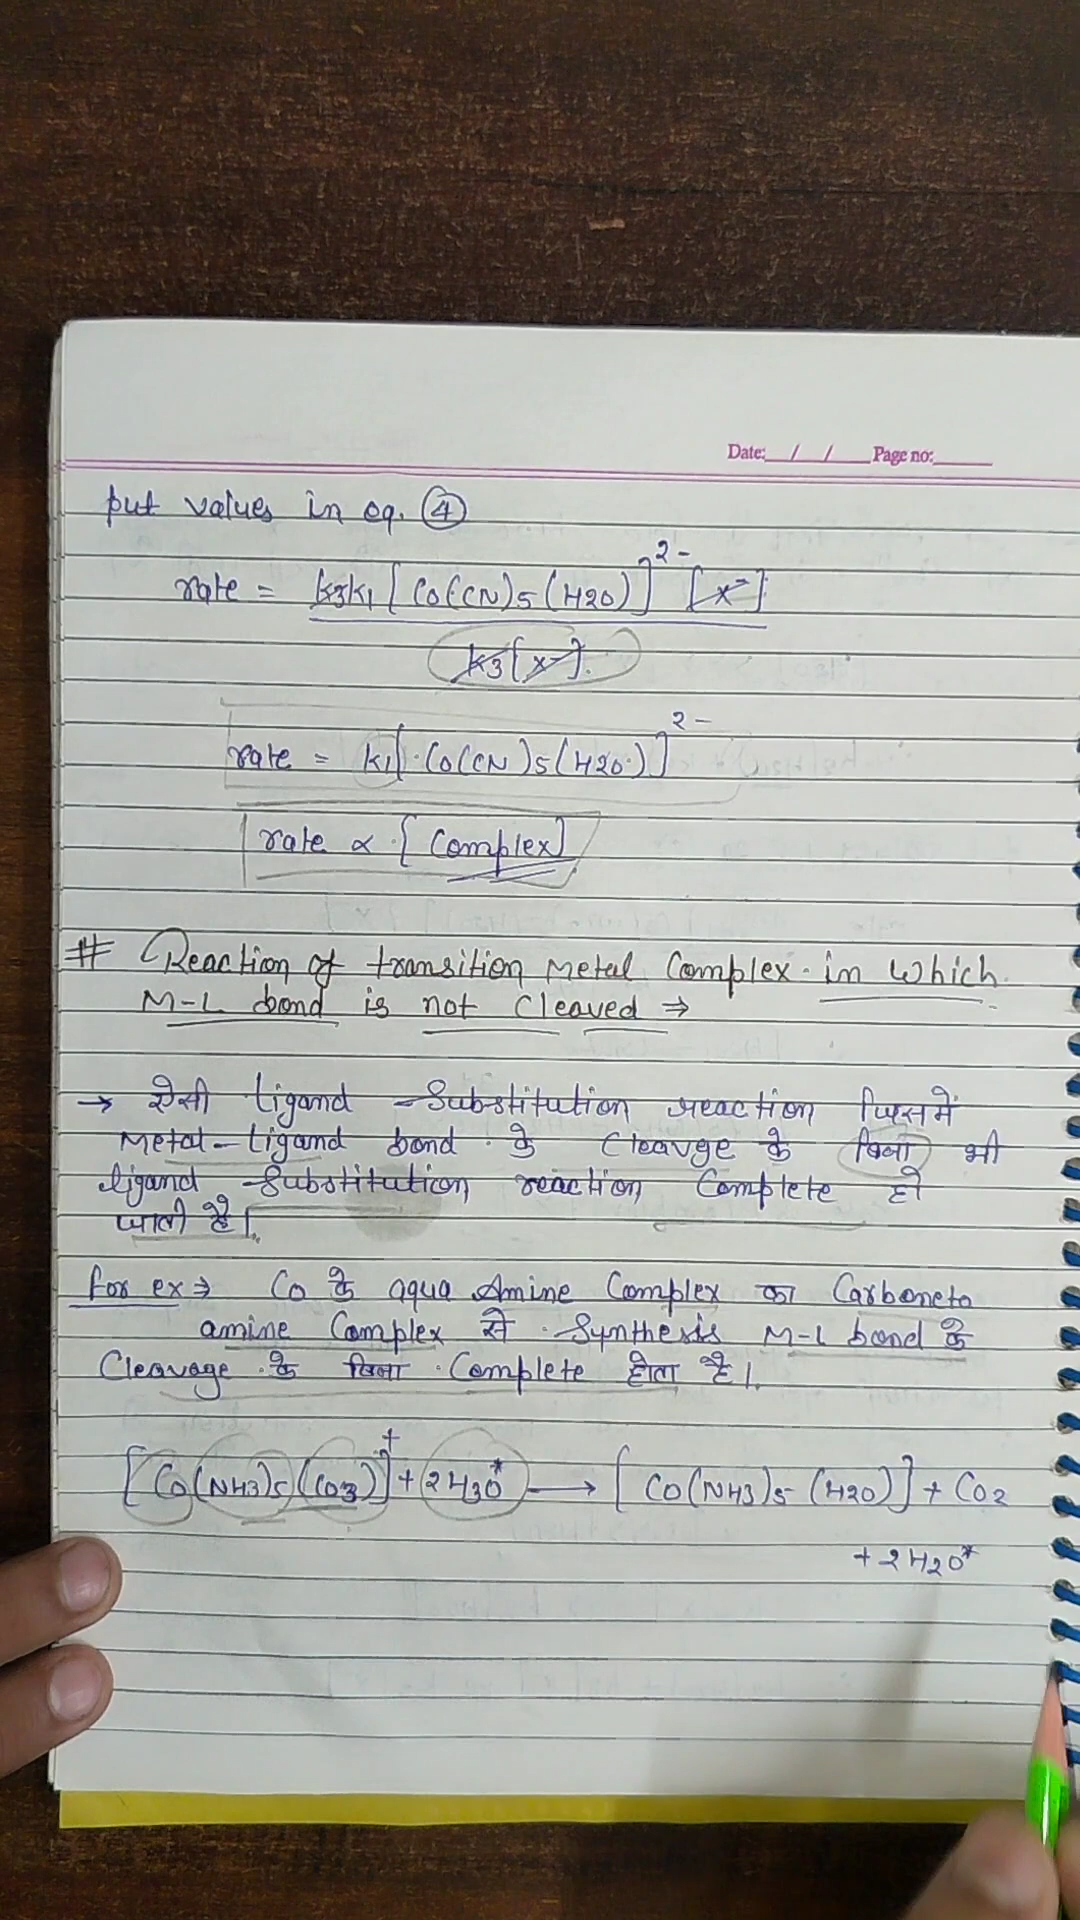 Date: / / Page no:
put values in eq. ④
rate = k3k1 [Co(CN)5(H2O)]2- [x-]
k3[x-].
rate = k1[Co(CN)5(H2O)]2-
rate ∝ [Complex]
# Reaction of transition Metal Complex in which
M-L bond is not Cleaved ⇒
→ ऐसी Ligand Substitution reaction जिसमें
Metal-Ligand bond के Cleavge के बिना भी
ligand Substitution reaction Complete हो
जाती है।
for ex ⇒ Co के aqua Amine Complex का Carboneto
amine Complex से Synthesis M-L bond के
Cleavage के बिना Complete होता है।
[Co(NH3)5(CO3)]+ + 2H3O* ⟶ [Co(NH3)5(H2O)] + CO2
+ 2H2O*